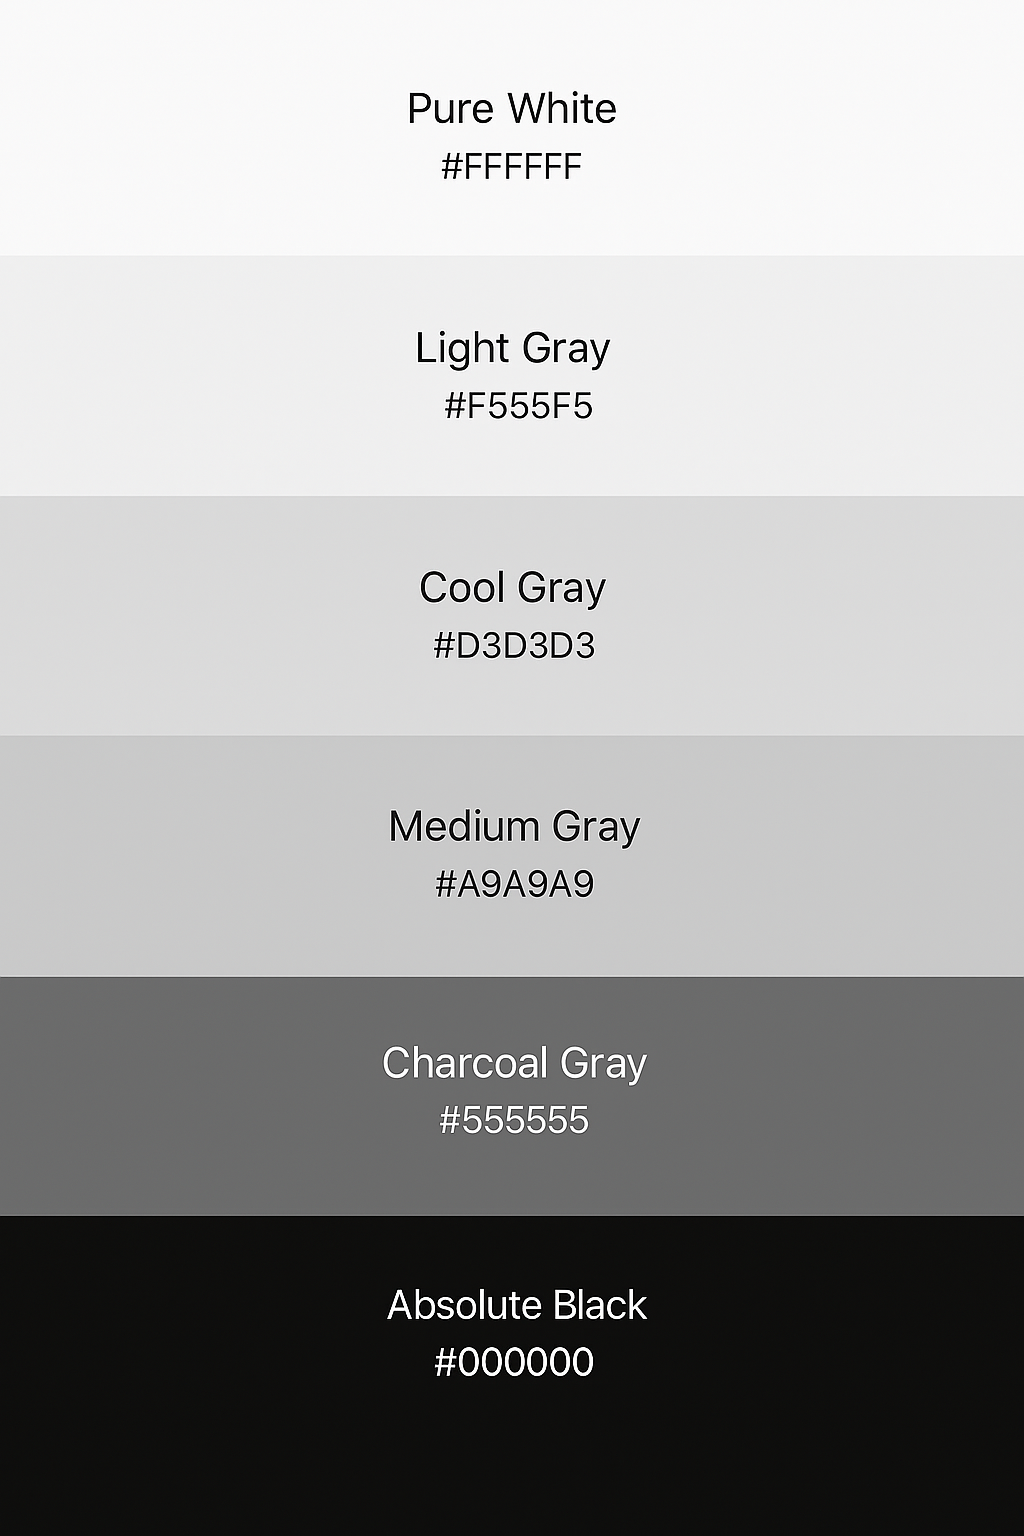 Pure White
#FFFFFF
Light Gray
#F555F5
Cool Gray
#D3D3D3
Medium Gray
#A9A9A9
Charcoal Gray
#555555
Absolute Black
#000000